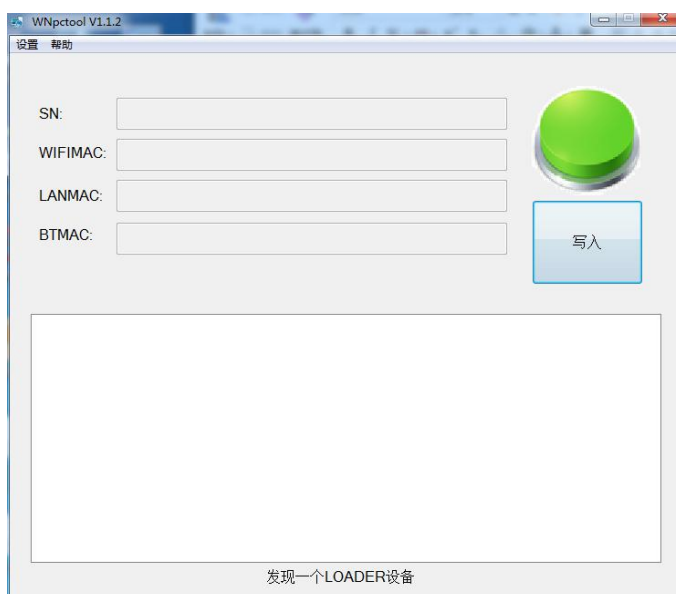 WNpctool V1.1.2
设置 帮助
SN:
WIFIMAC:
LANMAC:
BTMAC:
写入
发现一个LOADER设备